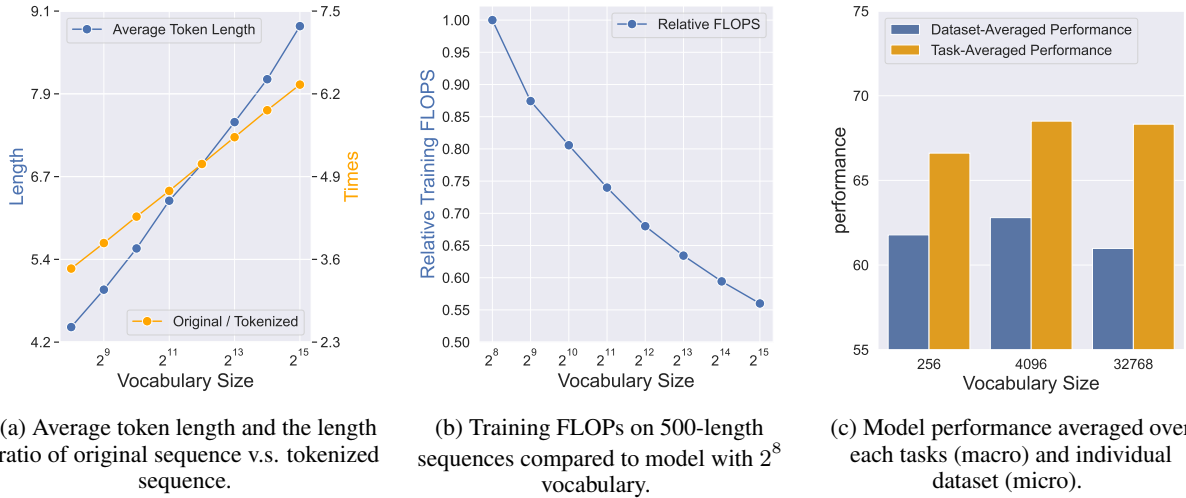 9.1
7.9
6.7
5.4
4.2
Length
Average Token Length
Original / Tokenized
7.5
6.2
4.9
3.6
2.3
Times
2^9
2^11
2^13
2^15
Vocabulary Size
(a) Average token length and the length
ratio of original sequence v.s. tokenized
sequence.
1.00
0.95
0.90
0.85
0.80
0.75
0.70
0.65
0.60
0.55
0.50
Relative Training FLOPS
Relative FLOPS
2^8
2^9
2^10
2^11
2^12
2^13
2^14
2^15
Vocabulary Size
(b) Training FLOPs on 500-length
sequences compared to model with 2^8
vocabulary.
75
70
65
60
55
performance
Dataset-Averaged Performance
Task-Averaged Performance
256
4096
32768
Vocabulary Size
(c) Model performance averaged over
each tasks (macro) and individual
dataset (micro).